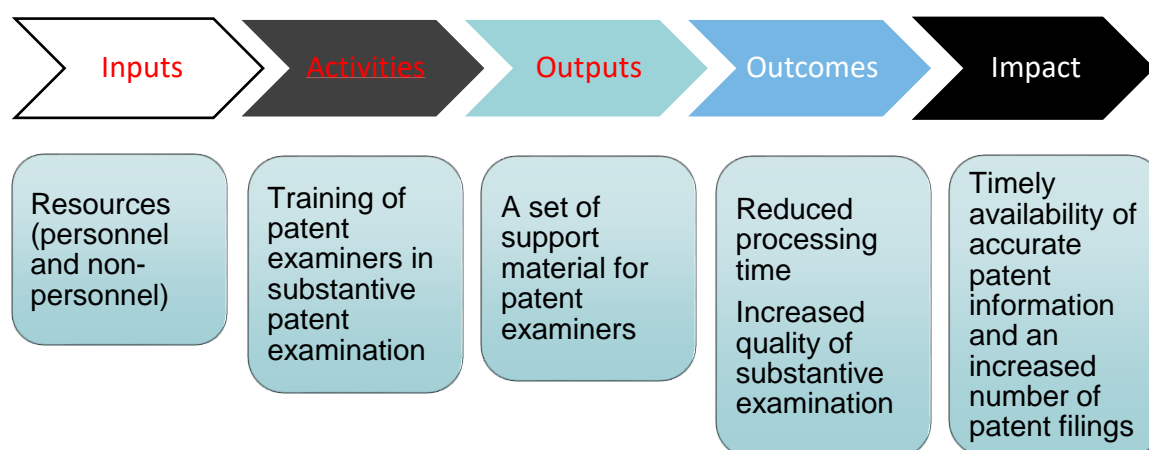 Inputs
Activities
Outputs
Outcomes
Impact
Resources
(personnel
and non-
personnel)
Training of
patent
examiners in
substantive
patent
examination
A set of
support
material for
patent
examiners
Reduced
processing
time
Increased
quality of
substantive
examination
Timely
availability of
accurate
patent
information
and an
increased
number of
patent filings